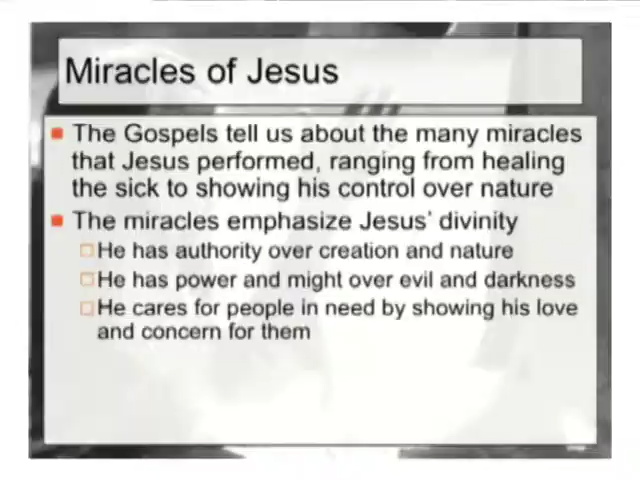 Miracles of Jesus
The Gospels tell us about the many miracles
that Jesus performed, ranging from healing
the sick to showing his control over nature
The miracles emphasize Jesus' divinity
He has authority over creation and nature
He has power and might over evil and darkness
He cares for people in need by showing his love
and concern for them